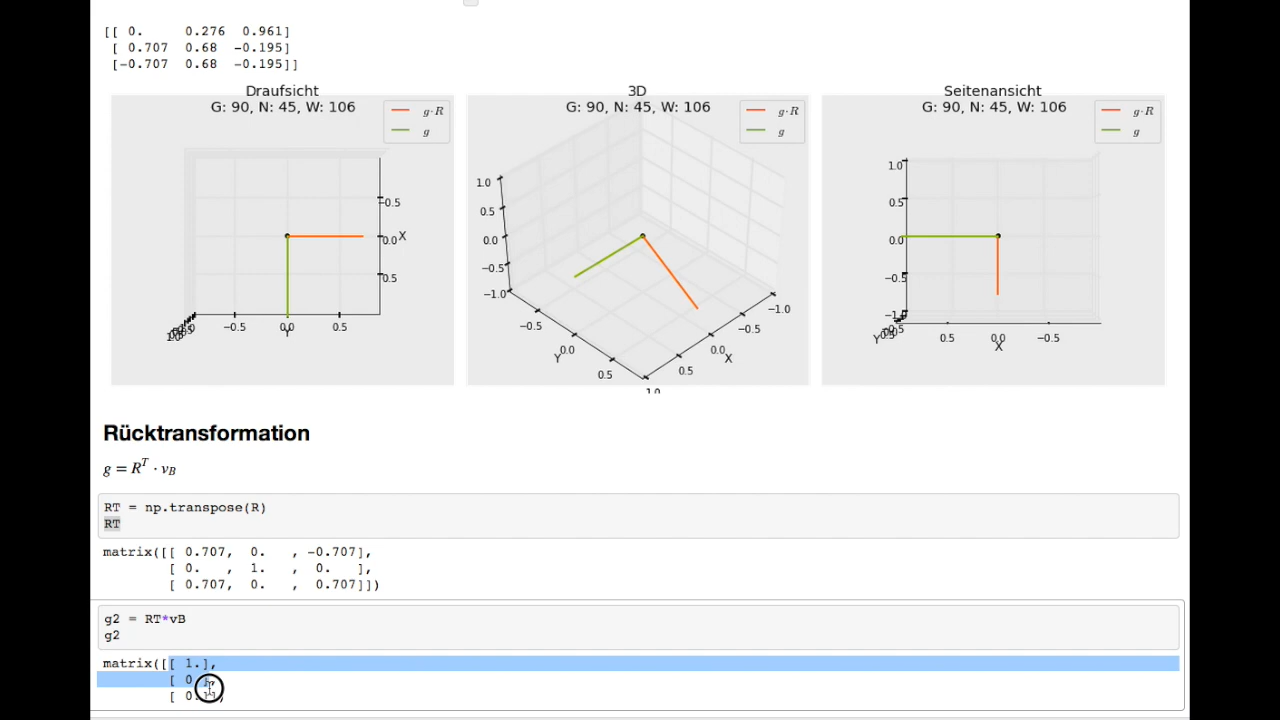 [[ 0. 0.276 0.961]
[ 0.707 0.68 -0.195]
[-0.707 0.68 -0.195]]
Draufsicht
G: 90, N: 45, W: 106
g·R
g
-0.5
0.0 X
0.5
-0.5 0.0 0.5
Y
3D
G: 90, N: 45, W: 106
g·R
g
1.0
0.5
0.0
-0.5
-1.0
-0.5
0.0
0.5
Y
-1.0
-0.5
0.0
0.5
1.0
X
Seitenansicht
G: 90, N: 45, W: 106
g·R
g
1.0
0.5
0.0
-0.5
Y
0.5 0.0 -0.5
X
Rücktransformation
g = R^T · v_B
RT = np.transpose(R)
RT
matrix([[ 0.707, 0. , -0.707],
[ 0. , 1. , 0. ],
[ 0.707, 0. , 0.707]])
g2 = RT*vB
g2
matrix([[ 1.],
[ 0.],
[ 0.]],